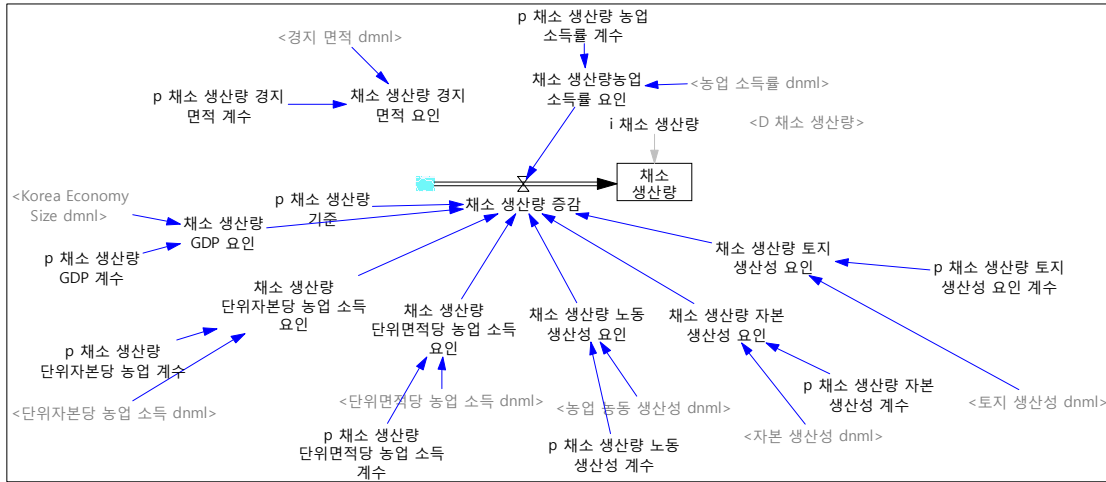 p 채소 생산량 농업
소득률 계수
<경지 면적 dmnl>
채소 생산량농업
소득률 요인
<농업 소득률 dnml>
p 채소 생산량 경지
면적 계수
채소 생산량 경지
면적 요인
i 채소 생산량
<D 채소 생산량>
채소
생산량
<Korea Economy
Size dmnl>
p 채소 생산량
기준
채소 생산량 증감
채소 생산량
GDP 요인
p 채소 생산량
GDP 계수
채소 생산량 토지
생산성 요인
p 채소 생산량 토지
생산성 요인 계수
채소 생산량
단위자본당 농업 소득
요인
채소 생산량
단위면적당 농업 소득
요인
채소 생산량 노동
생산성 요인
채소 생산량 자본
생산성 요인
p 채소 생산량
단위자본당 농업 계수
<단위자본당 농업 소득 dnml>
<단위면적당 농업 소득 dnml>
<농업 농동 생산성 dnml>
p 채소 생산량 자본
생산성 계수
<토지 생산성 dnml>
p 채소 생산량
단위면적당 농업 소득
계수
p 채소 생산량 노동
생산성 계수
<자본 생산성 dnml>